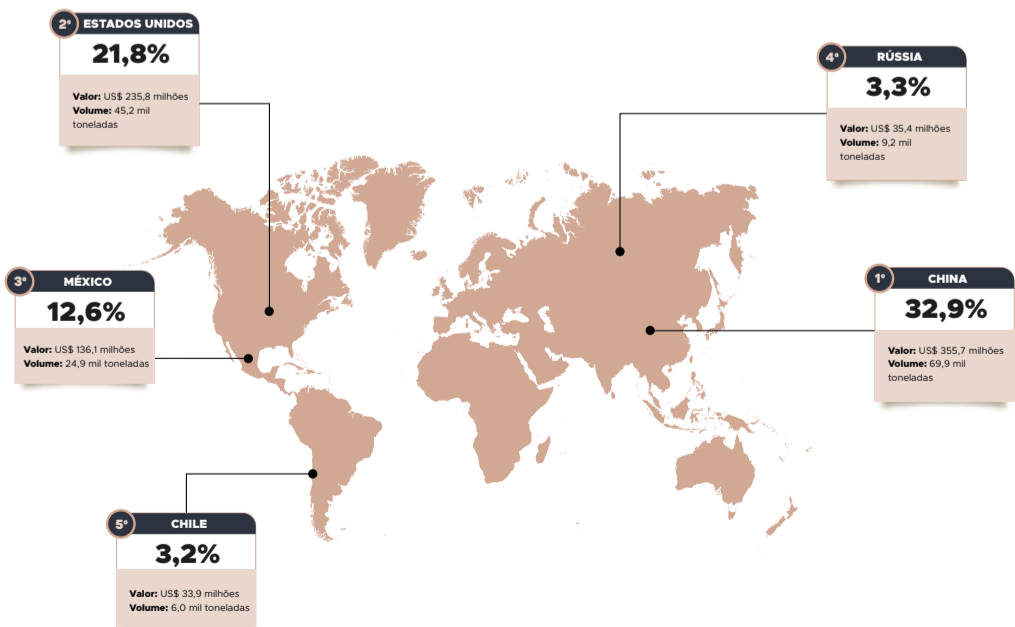 2º ESTADOS UNIDOS
21,8%
Valor: US$ 235,8 milhões
Volume: 45,2 mil
toneladas
4º RÚSSIA
3,3%
Valor: US$ 35,4 milhões
Volume: 9,2 mil
toneladas
3º MÉXICO
12,6%
Valor: US$ 136,1 milhões
Volume: 24,9 mil toneladas
1º CHINA
32,9%
Valor: US$ 355,7 milhões
Volume: 69,9 mil
toneladas
5º CHILE
3,2%
Valor: US$ 33,9 milhões
Volume: 6,0 mil toneladas